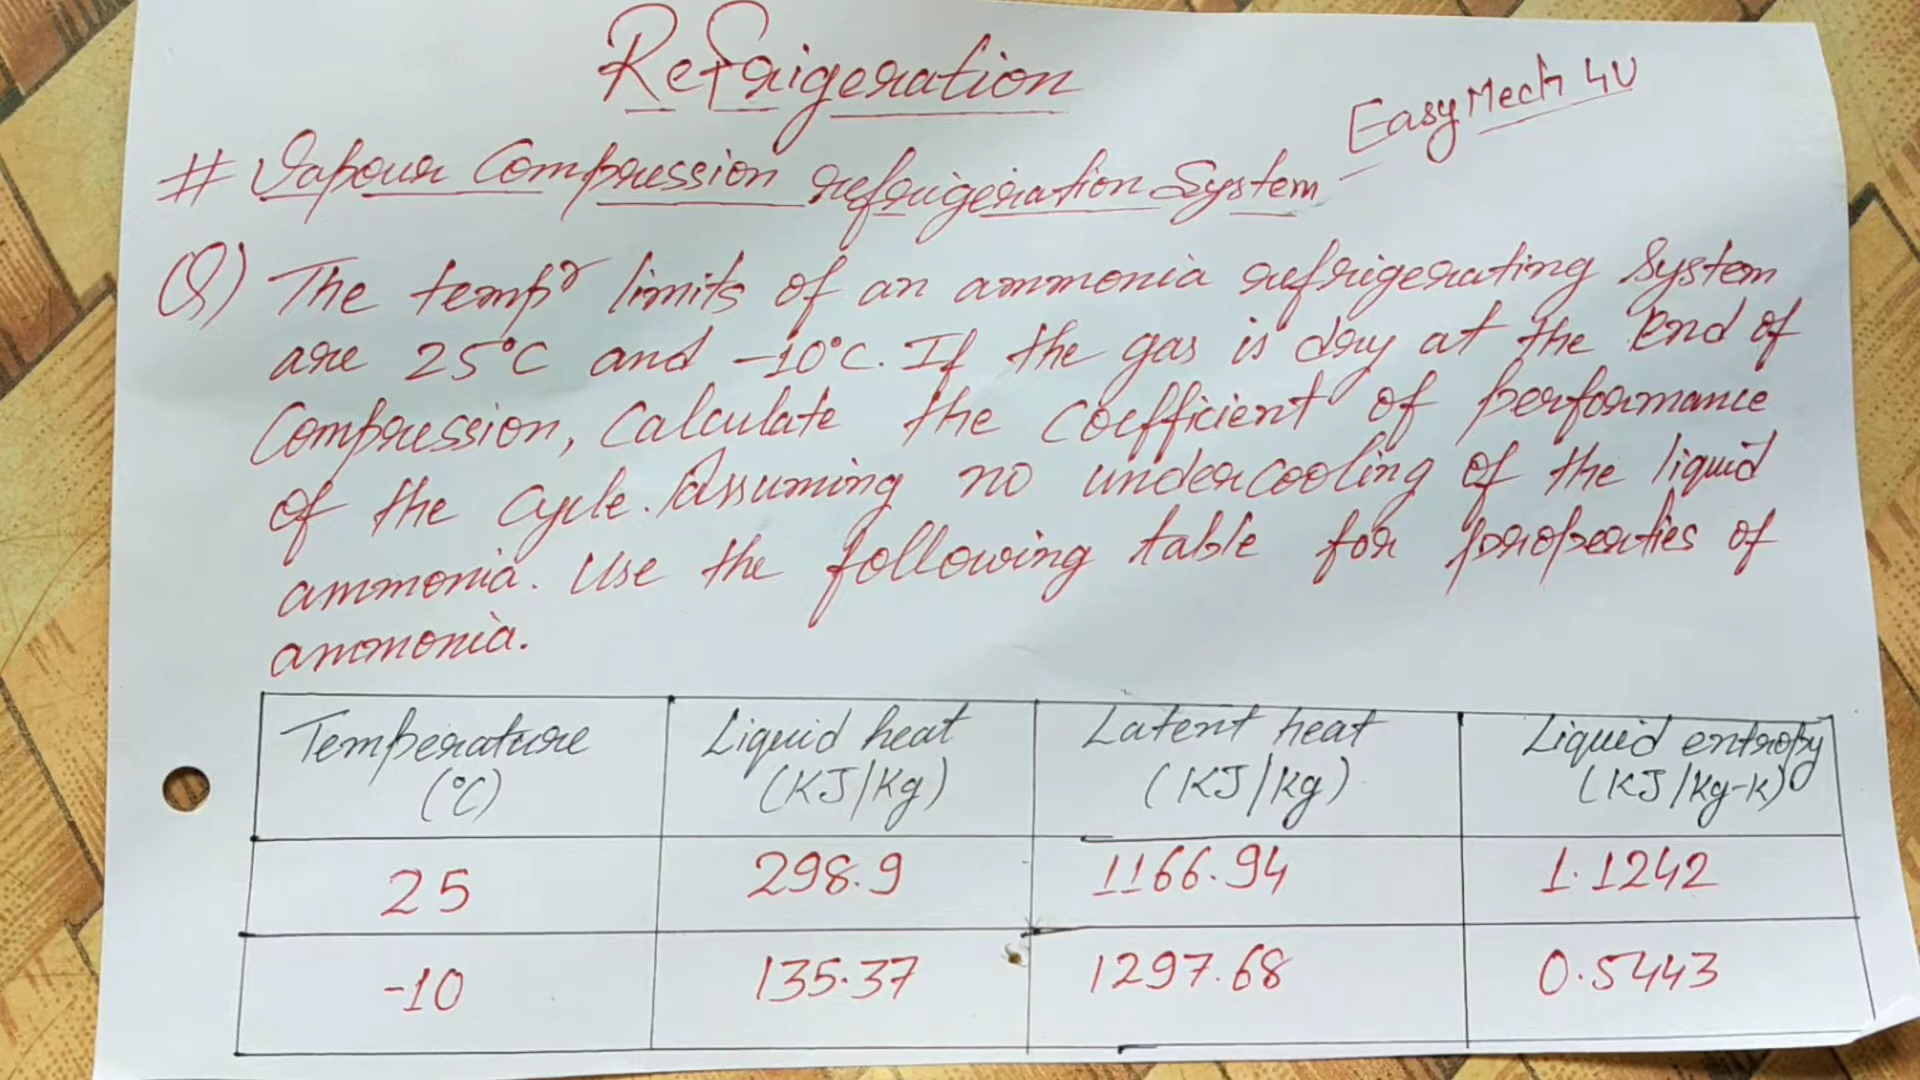 Refrigeration
EasyMech 4U
# Vapour Compression refrigeration System
Q) The tempr limits of an ammonia refrigerating System
are 25°C and -10°C. If the gas is dry at the end of
Compression, Calculate the Coefficient of performance
of the cycle. Assuming no undercooling of the liquid
ammonia. Use the following table for properties of
ammonia.
Temperature (°C) Liquid heat (KJ/Kg) Latent heat (KJ/Kg) Liquid entropy (KJ/Kg-K)
25 298.9 1166.94 1.1242
-10 135.37 1297.68 0.5443